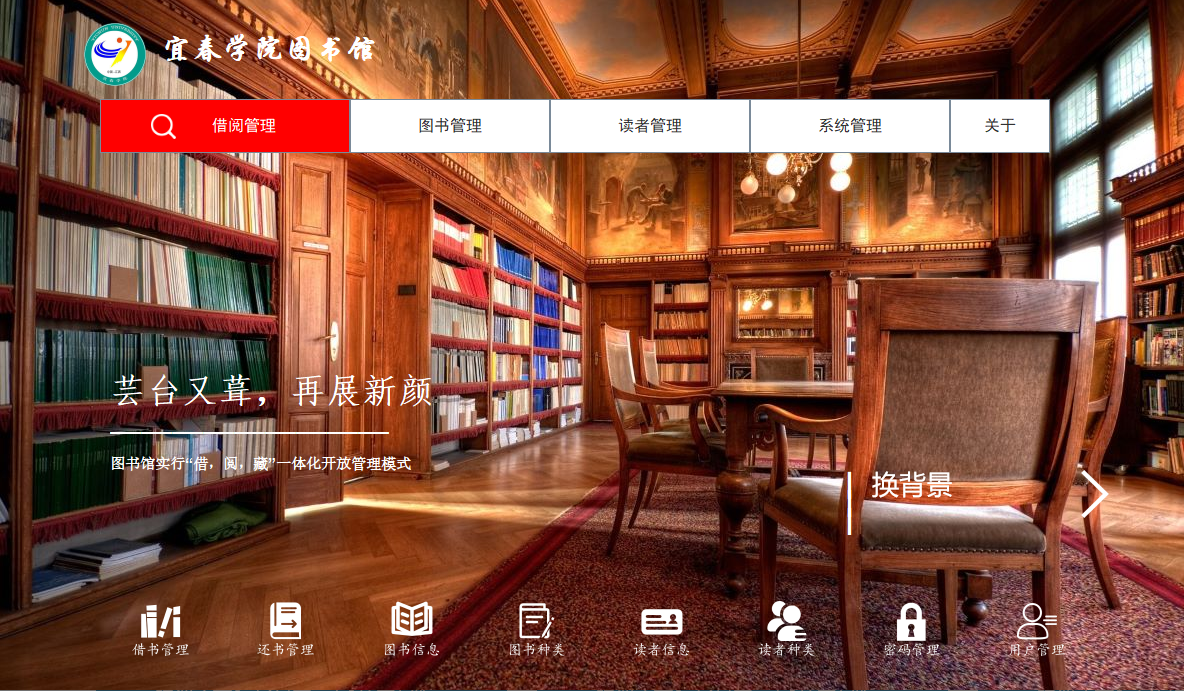 宜春学院图书馆
借阅管理 图书管理 读者管理 系统管理 关于
芸台又葺，再展新颜
图书馆实行“借，阅，藏”一体化开放管理模式
换背景
借书管理 还书管理 图书信息 图书种类 读者信息 读者种类 密码管理 用户管理